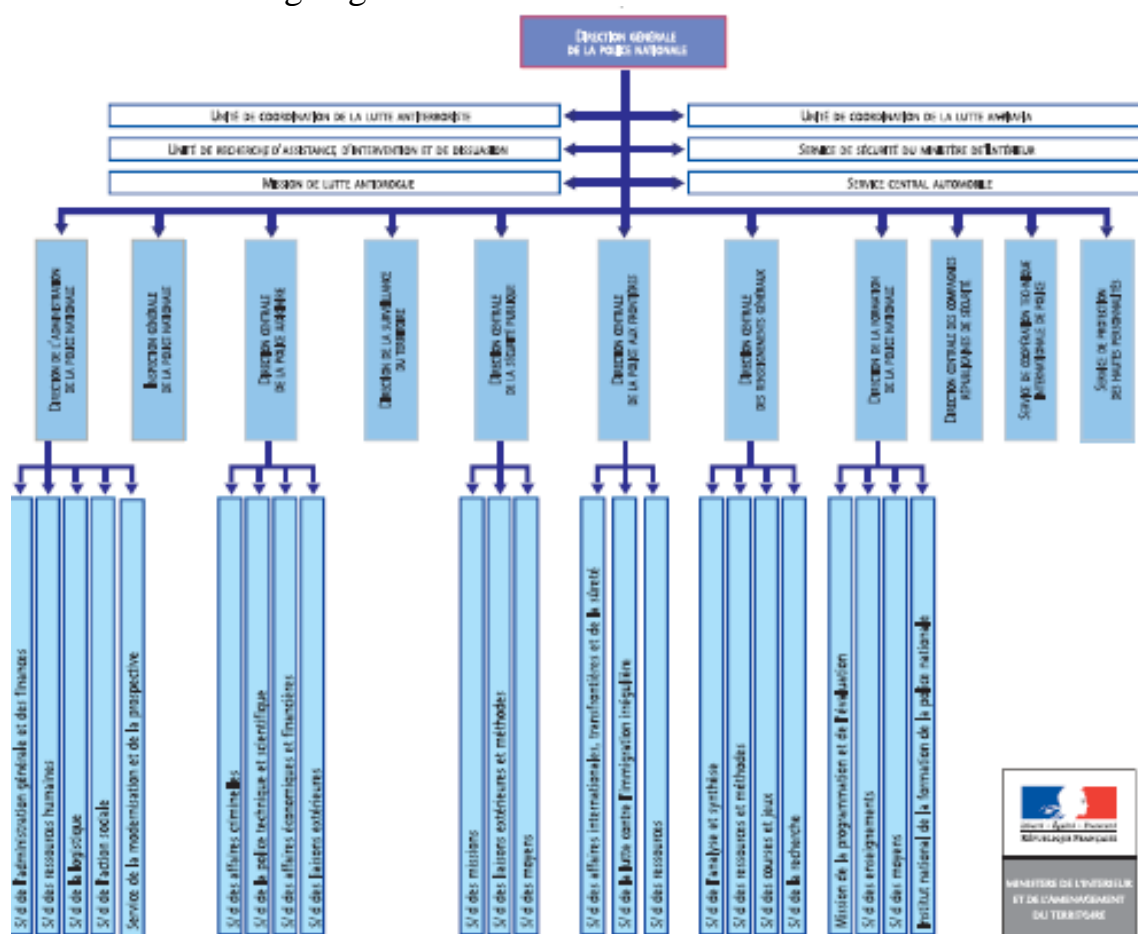 DIRECTION GÉNÉRALE
DE LA POLICE NATIONALE
UNITÉ DE COORDINATION DE LA LUTTE ANTITERRORISTE
UNITÉ DE COORDINATION DE LA LUTTE ANTIMAFIA
UNITÉ DE RECHERCHE D'ASSISTANCE, D'INTERVENTION ET DE DISSUASION
SERVICE DE SÉCURITÉ DU MINISTÈRE DE L'INTÉRIEUR
MISSION DE LUTTE ANTIDROGUE
SERVICE CENTRAL AUTOMOBILE
DIRECTION DE L'ADMINISTRATION
DE LA POLICE NATIONALE
INSPECTION GÉNÉRALE
DE LA POLICE NATIONALE
DIRECTION CENTRALE
DE LA POLICE JUDICIAIRE
DIRECTION DE LA SURVEILLANCE
DU TERRITOIRE
DIRECTION CENTRALE
DE LA SÉCURITÉ PUBLIQUE
DIRECTION CENTRALE
DE LA POLICE AUX FRONTIÈRES
DIRECTION CENTRALE
DES RENSEIGNEMENTS GÉNÉRAUX
DIRECTION DE LA FORMATION
DE LA POLICE NATIONALE
DIRECTION CENTRALE DES COMPAGNIES
RÉPUBLICAINES DE SÉCURITÉ
SERVICE DE COOPÉRATION TECHNIQUE
INTERNATIONALE DE POLICE
SERVICE DE PROTECTION
DES HAUTES PERSONNALITÉS
S/ d de l'administration générale et des finances
S/ d des ressources humaines
S/ d de la logistique
S/ d de l'action sociale
Service de la modernisation et de la prospective
S/ d des affaires criminelles
S/ d de la police technique et scientifique
S/ d des affaires économiques et financières
S/ d des liaisons extérieures
S/ d des missions
S/ d des liaisons extérieures et méthodes
S/ d des moyens
S/ d des affaires internationales, transfrontières et de la sûreté
S/ d de la lutte contre l'immigration irrégulière
S/ d des ressources
S/ d de l'analyse et synthèse
S/ d des ressources et méthodes
S/ d des courses et jeux
S/ d de la recherche
Mission de la programmation et de l'évaluation
S/ d des enseignements
S/ d des moyens
Institut national de la formation de la police nationale
Liberté • Égalité • Fraternité
RÉPUBLIQUE FRANÇAISE
MINISTÈRE DE L'INTÉRIEUR
ET DE L'AMÉNAGEMENT
DU TERRITOIRE